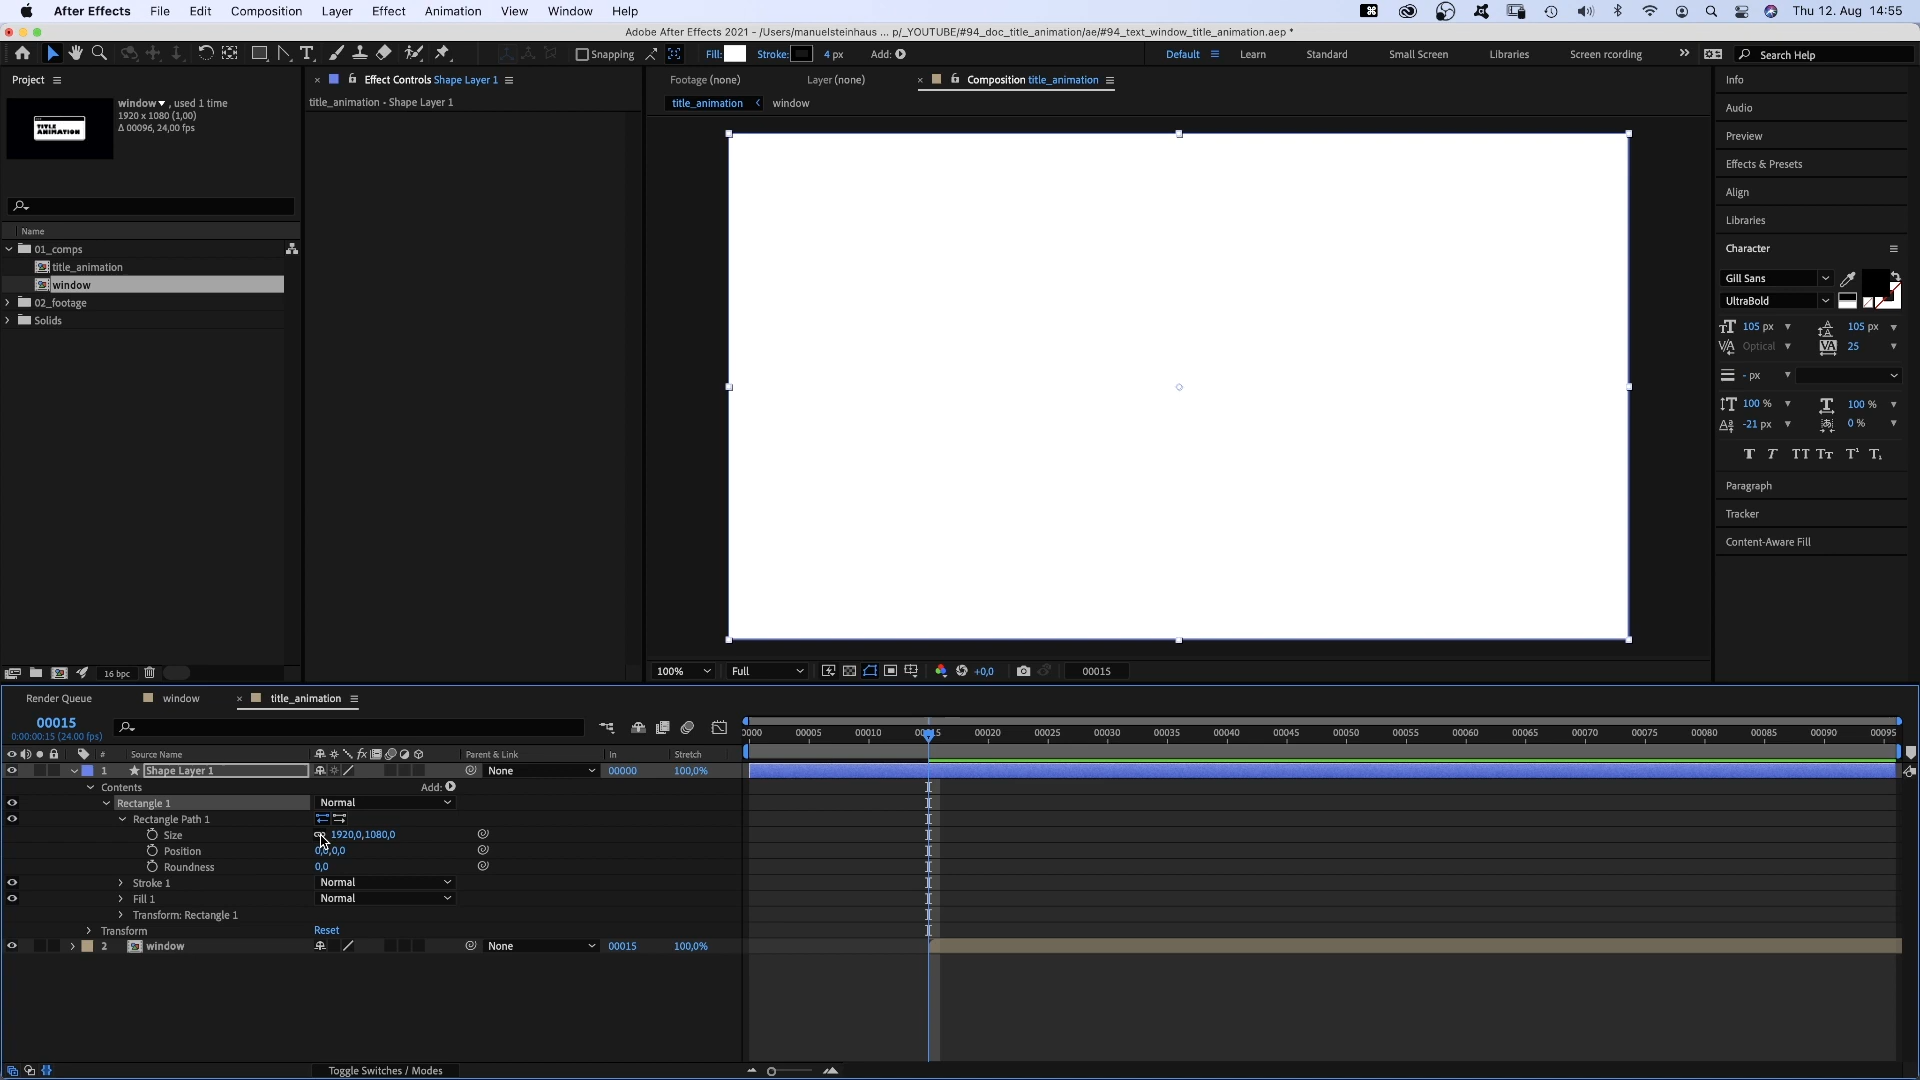 After Effects File Edit Composition Layer Effect Animation View Window Help Thu 12. Aug 14:55
Adobe After Effects 2021 - /Users/manuelsteinhaus ... p/_YOUTUBE/#94_doc_title_animation/ae/#94_text_window_title_animation.aep *
Snapping Fill: Stroke: 4 px Add: Default Learn Standard Small Screen Libraries Screen rcording Search Help
Project
Effect Controls Shape Layer 1
Footage (none) Layer (none) Composition title_animation
Info
title_animation - Shape Layer 1
title_animation window
window , used 1 time
1920 x 1080 (1,00)
Δ 00096, 24,00 fps
TITLE
ANIMATION
Name
01_comps
title_animation
window
02_footage
Solids
16 bpc
100% Full +0,0 00015
Audio
Preview
Effects & Presets
Align
Libraries
Character
Gill Sans
UltraBold
105 px 105 px
Optical 25
- px
100 % 100 %
-21 px 0 %
T T TT Tt T¹ T₁
Paragraph
Tracker
Content-Aware Fill
Render Queue window title_animation
00015
0:00:00:15 (24.00 fps)
0000 00005 00010 00015 00020 00025 00030 00035 00040 00045 00050 00055 00060 00065 00070 00075 00080 00085 00090 00095
# Source Name Parent & Link In Stretch
1 Shape Layer 1 None 00000 100,0%
Contents Add:
Rectangle 1 Normal
Rectangle Path 1
Size 1920,0,1080,0
Position 0,0,0,0
Roundness 0,0
Stroke 1 Normal
Fill 1 Normal
Transform: Rectangle 1
Transform Reset
2 window None 00015 100,0%
Toggle Switches / Modes